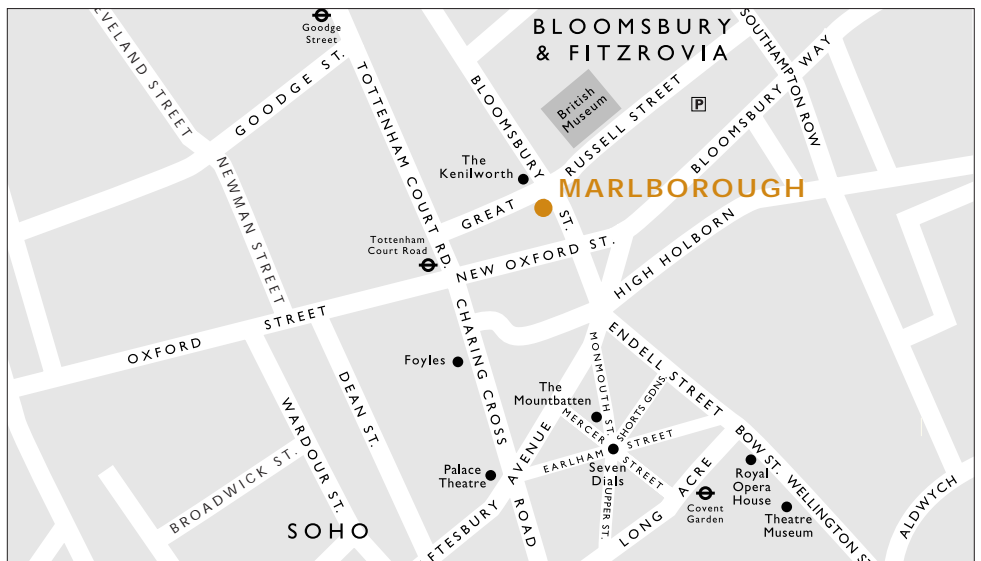 BLOOMSBURY
& FITZROVIA
Goodge
Street
EVELAND STREET
GOODGE ST.
TOTTENHAM COURT RD.
BLOOMSBURY
ST.
British
Museum
P
SOUTHAMPTON ROW
BLOOMSBURY WAY
GREAT
RUSSELL STREET
The
Kenilworth
MARLBOROUGH
NEWMAN STREET
Tottenham
Court Road
NEW OXFORD ST.
HIGH HOLBORN
OXFORD
STREET
CHARING CROSS
ROAD
Foyles
DEAN ST.
WARDOUR ST.
BROADWICK ST.
SOHO
ENDELL STREET
MONMOUTH ST.
SHORTS GDNS.
The
Mountbatten
MERCER
STREET
EARLHAM
STREET
Seven
Dials
UPPER ST.
Palace
Theatre
FTESBURY
AVENUE
LONG
ACRE
Covent
Garden
BOW ST.
WELLINGTON S
Royal
Opera
House
Theatre
Museum
ALDWYCH